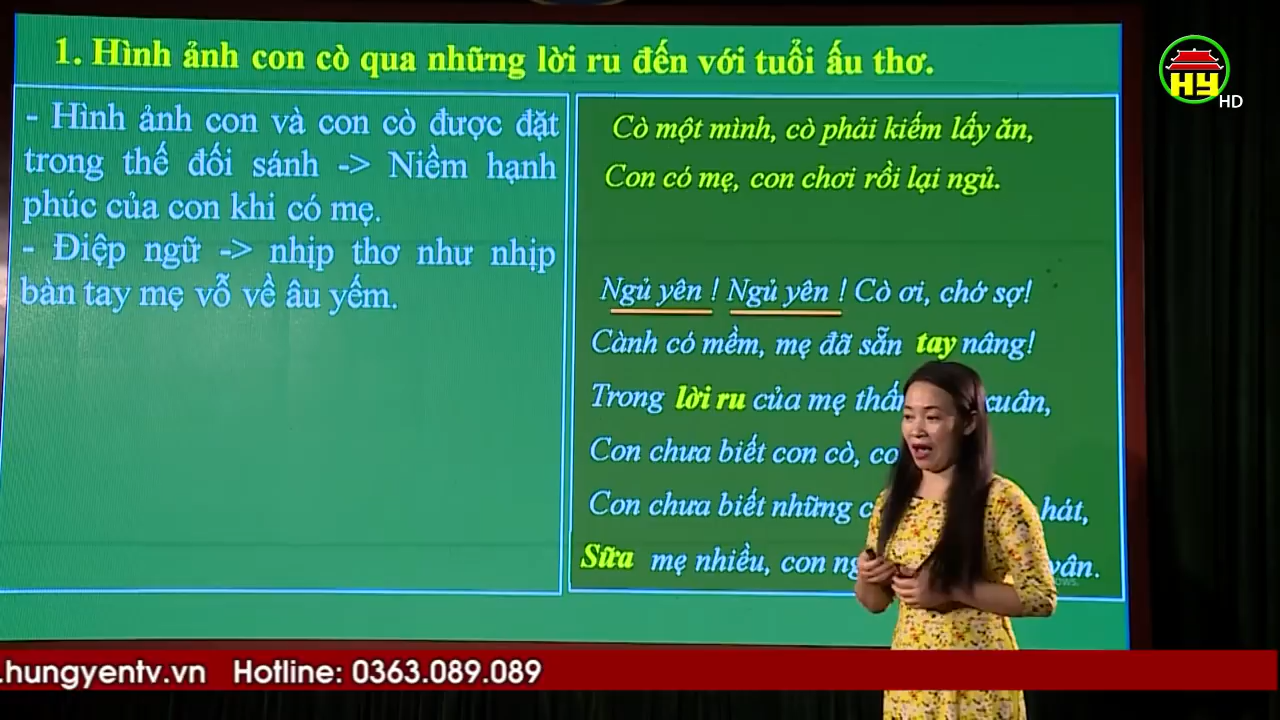 1. Hình ảnh con cò qua những lời ru đến với tuổi ấu thơ.
- Hình ảnh con và con cò được đặt
trong thế đối sánh -> Niềm hạnh
phúc của con khi có mẹ.
- Điệp ngữ -> nhịp thơ như nhịp
bàn tay mẹ vỗ về âu yếm.
Cò một mình, cò phải kiếm lấy ăn,
Con có mẹ, con chơi rồi lại ngủ.
Ngủ yên ! Ngủ yên ! Cò ơi, chớ sợ!
Cành có mềm, mẹ đã sẵn tay nâng!
Trong lời ru của mẹ xuân,
Con chưa biết con cò,
Con chưa biết những hát,
Sữa mẹ nhiều, con vân.
HY
HD
.hungyentv.vn Hotline: 0363.089.089